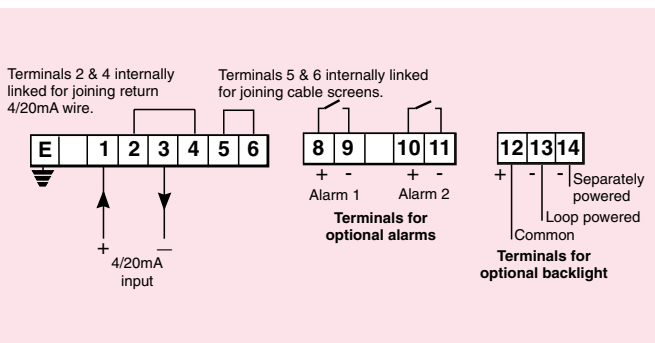 Terminals 2 & 4 internally
linked for joining return
4/20mA wire.
Terminals 5 & 6 internally linked
for joining cable screens.
E 1 2 3 4 5 6
8 9 10 11
12 13 14
+ - + -
Alarm 1 Alarm 2
Terminals for
optional alarms
+ - -
Separately
powered
Loop powered
Common
Terminals for
optional backlight
+ —
4/20mA
input